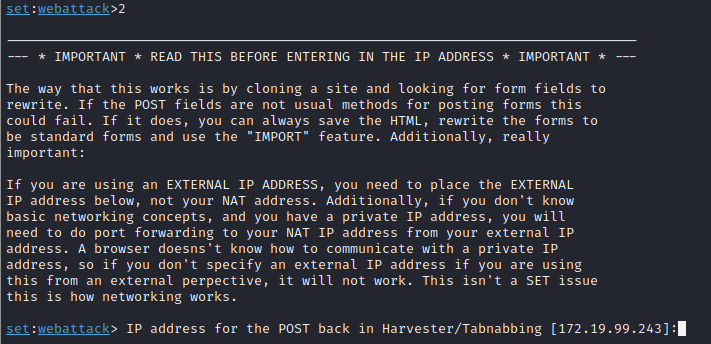 set:webattack>2
--- * IMPORTANT * READ THIS BEFORE ENTERING IN THE IP ADDRESS * IMPORTANT * ---
The way that this works is by cloning a site and looking for form fields to
rewrite. If the POST fields are not usual methods for posting forms this
could fail. If it does, you can always save the HTML, rewrite the forms to
be standard forms and use the "IMPORT" feature. Additionally, really
important:
If you are using an EXTERNAL IP ADDRESS, you need to place the EXTERNAL
IP address below, not your NAT address. Additionally, if you don't know
basic networking concepts, and you have a private IP address, you will
need to do port forwarding to your NAT IP address from your external IP
address. A browser doesns't know how to communicate with a private IP
address, so if you don't specify an external IP address if you are using
this from an external perpective, it will not work. This isn't a SET issue
this is how networking works.
set:webattack> IP address for the POST back in Harvester/Tabnabbing [172.19.99.243]: